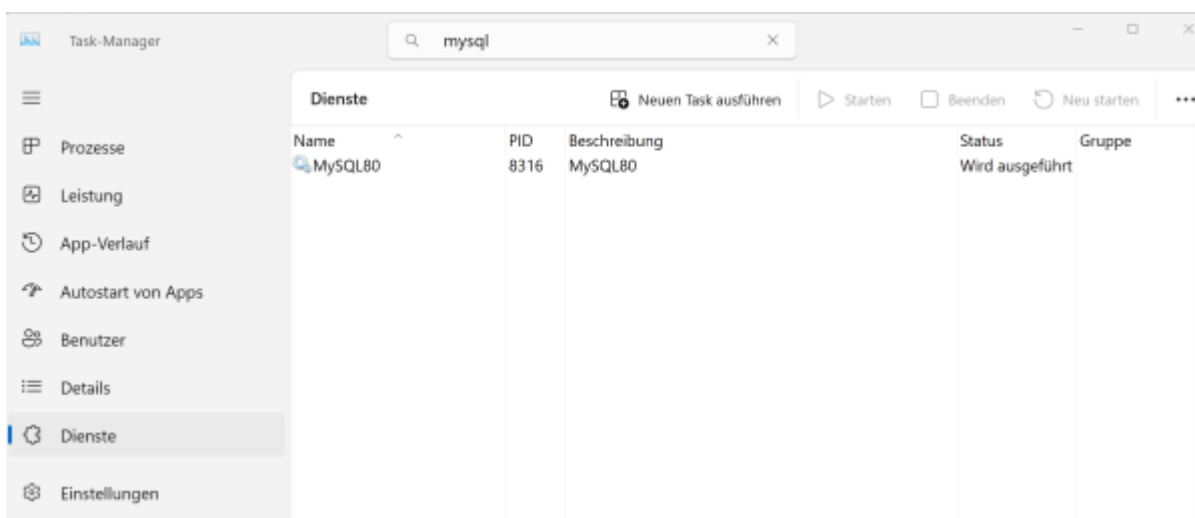 Task-Manager
mysql
Dienste
Neuen Task ausführen
Starten
Beenden
Neu starten
Prozesse
Leistung
App-Verlauf
Autostart von Apps
Benutzer
Details
Dienste
Einstellungen
Name PID Beschreibung Status Gruppe
MySQL80 8316 MySQL80 Wird ausgeführt